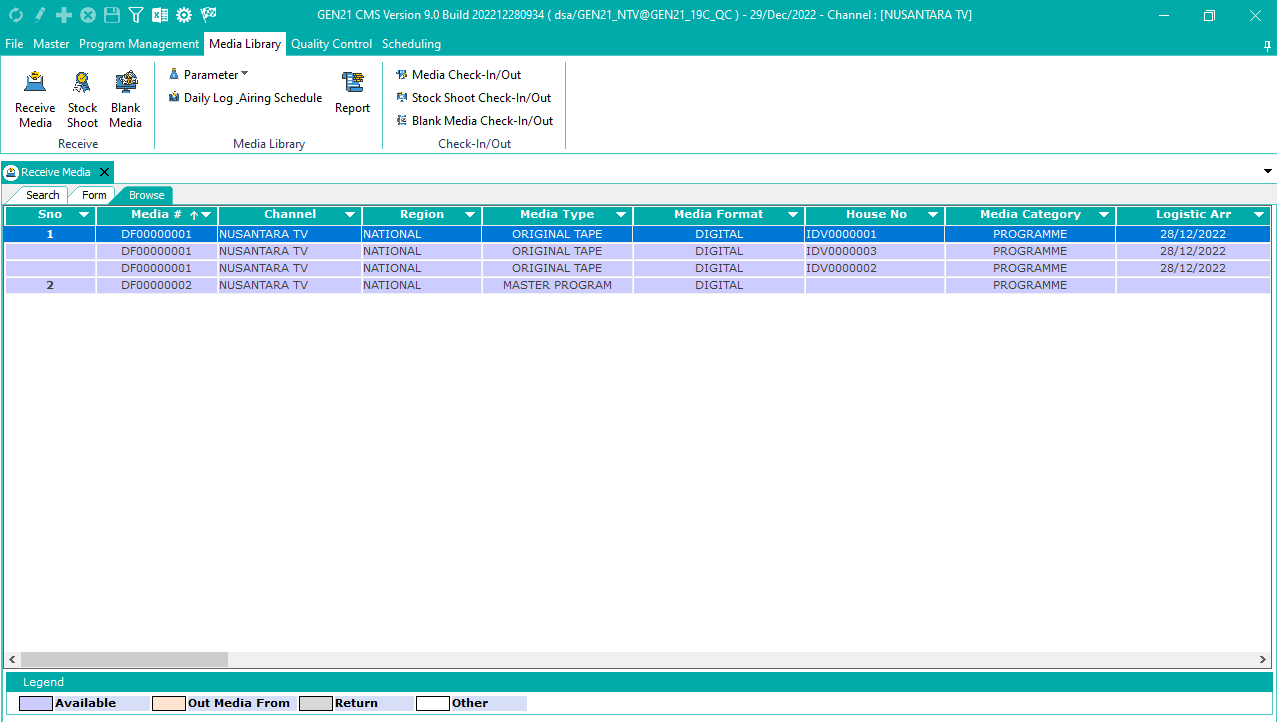 GEN21 CMS Version 9.0 Build 202212280934 ( dsa/GEN21_NTV@GEN21_19C_QC ) - 29/Dec/2022 - Channel : [NUSANTARA TV]
File Master Program Management Media Library Quality Control Scheduling
Receive Media
Stock Shoot
Blank Media
Receive
Parameter
Daily Log _Airing Schedule
Report
Media Library
Media Check-In/Out
Stock Shoot Check-In/Out
Blank Media Check-In/Out
Check-In/Out
Receive Media
Search Form Browse
Sno Media # Channel Region Media Type Media Format House No Media Category Logistic Arr
1 DF00000001 NUSANTARA TV NATIONAL ORIGINAL TAPE DIGITAL IDV0000001 PROGRAMME 28/12/2022
DF00000001 NUSANTARA TV NATIONAL ORIGINAL TAPE DIGITAL IDV0000003 PROGRAMME 28/12/2022
DF00000001 NUSANTARA TV NATIONAL ORIGINAL TAPE DIGITAL IDV0000002 PROGRAMME 28/12/2022
2 DF00000002 NUSANTARA TV NATIONAL MASTER PROGRAM DIGITAL PROGRAMME
Legend
Available Out Media From Return Other